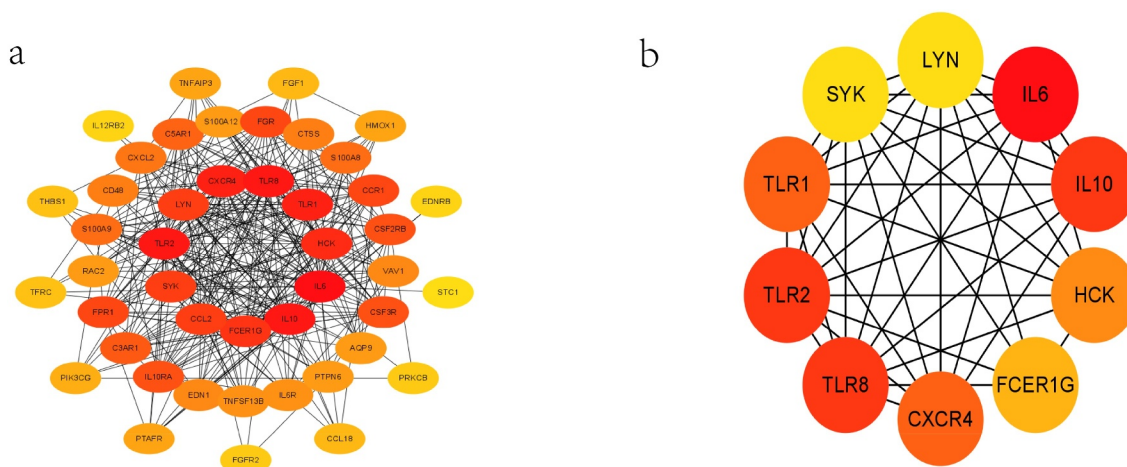 a
TNFAIP3
FGF1
IL12RB2
C5AR1
S100A12
FGR
CTSS
HMOX1
CXCL2
S100A8
CXCR4
TLR8
THBS1
CD48
CCR1
EDNRB
LYN
TLR1
S100A9
CSF2RB
TLR2
HCK
RAC2
VAV1
TFRC
SYK
IL6
STC1
FPR1
CCL2
IL10
CSF3R
FCER1G
C3AR1
AQP9
PIK3CG
IL10RA
PTPN6
PRKCB
EDN1
TNFSF13B
IL6R
PTAFR
CCL18
FGFR2
b
LYN
SYK
IL6
TLR1
IL10
TLR2
HCK
TLR8
FCER1G
CXCR4